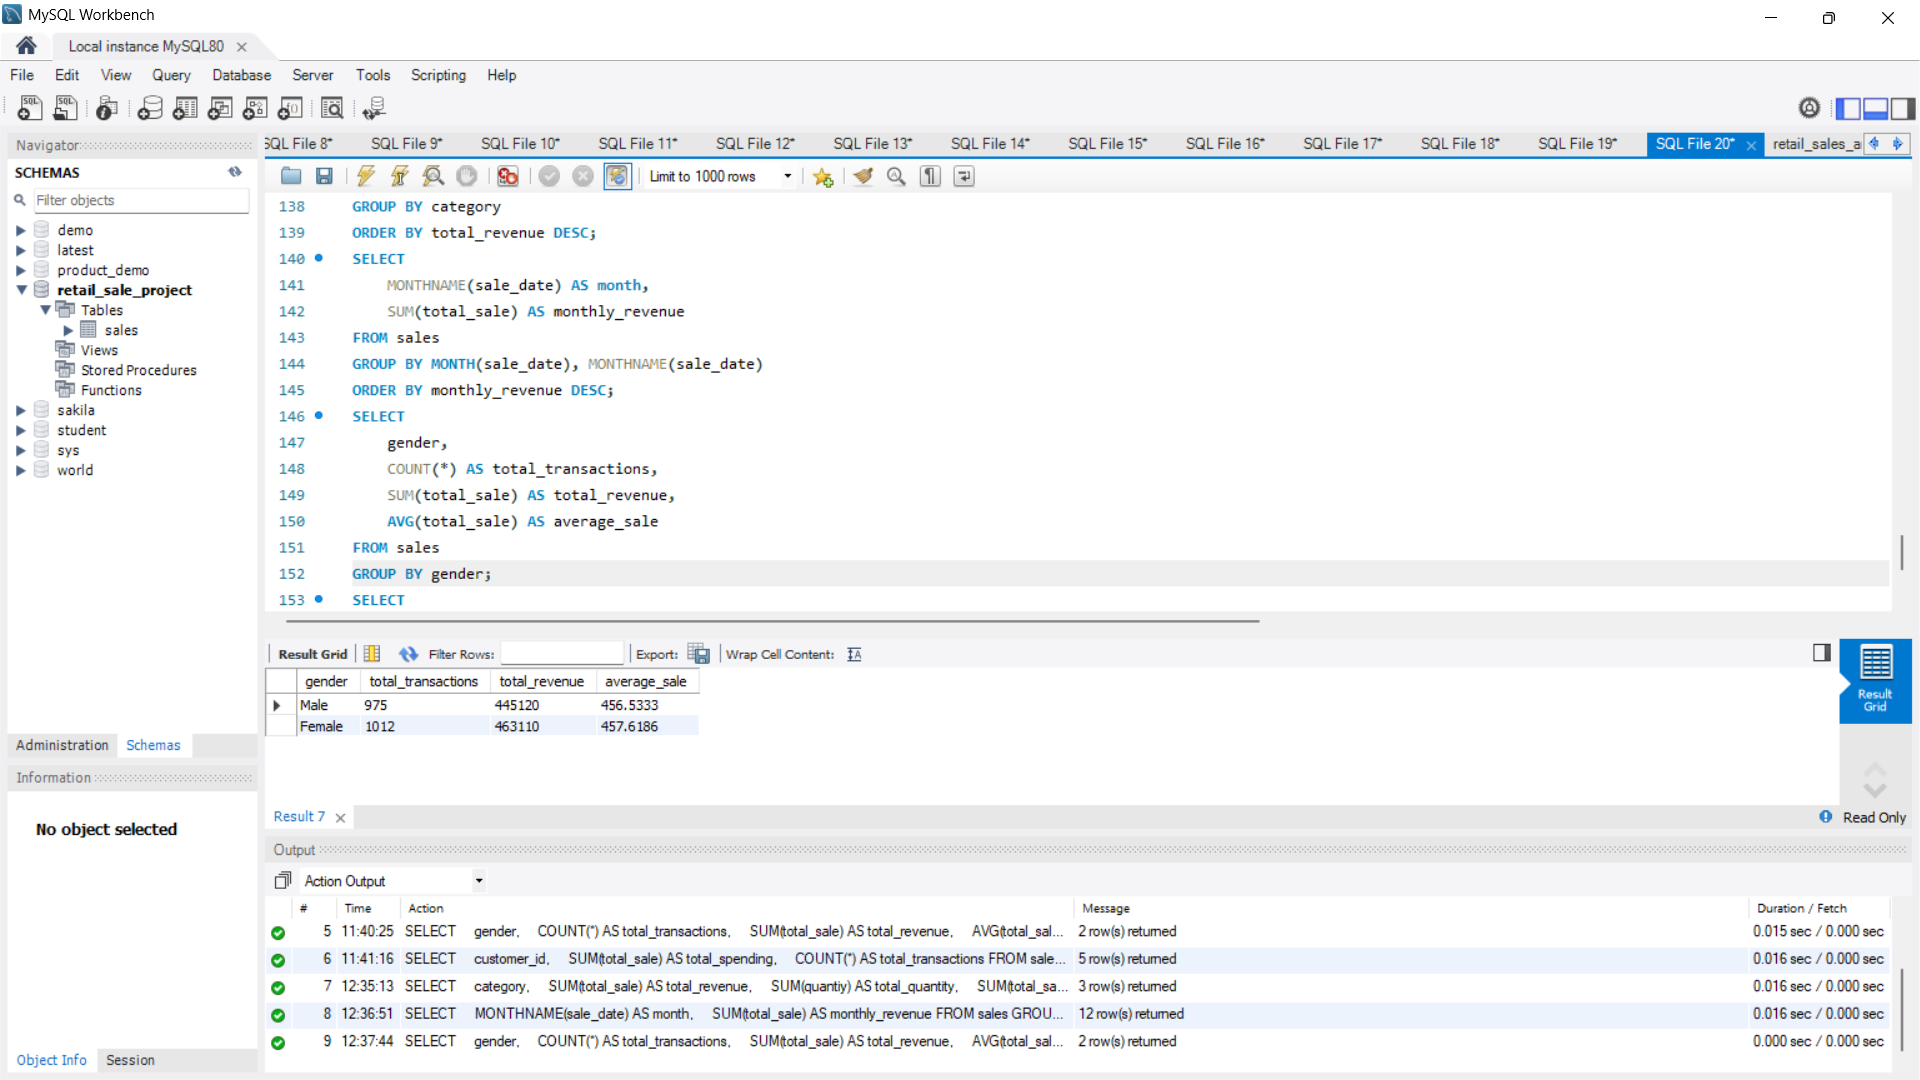 MySQL Workbench
Local instance MySQL80
File Edit View Query Database Server Tools Scripting Help
Navigator
SQL File 8* SQL File 9* SQL File 10* SQL File 11* SQL File 12* SQL File 13* SQL File 14* SQL File 15* SQL File 16* SQL File 17* SQL File 18* SQL File 19* SQL File 20* retail_sales_a
SCHEMAS
Filter objects
demo
latest
product_demo
retail_sale_project
Tables
sales
Views
Stored Procedures
Functions
sakila
student
sys
world
Administration Schemas
Information
No object selected
Object Info Session
Limit to 1000 rows
138 GROUP BY category
139 ORDER BY total_revenue DESC;
140 SELECT
141 MONTHNAME(sale_date) AS month,
142 SUM(total_sale) AS monthly_revenue
143 FROM sales
144 GROUP BY MONTH(sale_date), MONTHNAME(sale_date)
145 ORDER BY monthly_revenue DESC;
146 SELECT
147 gender,
148 COUNT(*) AS total_transactions,
149 SUM(total_sale) AS total_revenue,
150 AVG(total_sale) AS average_sale
151 FROM sales
152 GROUP BY gender;
153 SELECT
Result Grid Filter Rows: Export: Wrap Cell Content:
gender total_transactions total_revenue average_sale
Male 975 445120 456.5333
Female 1012 463110 457.6186
Result
Grid
Result 7 Read Only
Output
Action Output
# Time Action Message Duration / Fetch
5 11:40:25 SELECT gender, COUNT(*) AS total_transactions, SUM(total_sale) AS total_revenue, AVG(total_sal... 2 row(s) returned 0.015 sec / 0.000 sec
6 11:41:16 SELECT customer_id, SUM(total_sale) AS total_spending, COUNT(*) AS total_transactions FROM sale... 5 row(s) returned 0.016 sec / 0.000 sec
7 12:35:13 SELECT category, SUM(total_sale) AS total_revenue, SUM(quantiy) AS total_quantity, SUM(total_sa... 3 row(s) returned 0.016 sec / 0.000 sec
8 12:36:51 SELECT MONTHNAME(sale_date) AS month, SUM(total_sale) AS monthly_revenue FROM sales GROU... 12 row(s) returned 0.016 sec / 0.000 sec
9 12:37:44 SELECT gender, COUNT(*) AS total_transactions, SUM(total_sale) AS total_revenue, AVG(total_sal... 2 row(s) returned 0.000 sec / 0.000 sec